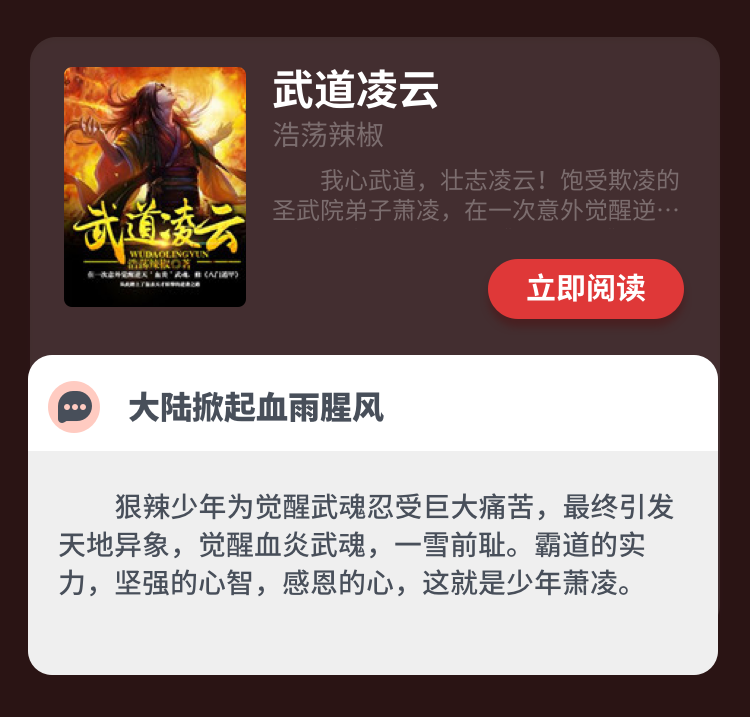 武道凌云
浩荡辣椒
我心武道，壮志凌云！饱受欺凌的
圣武院弟子萧凌，在一次意外觉醒逆…
武道凌云
WUDAOLINGYUN
浩荡辣椒◎著
在一次意外觉醒逆天“血炎”武魂，修《八门遁甲》
立即阅读
大陆掀起血雨腥风
狠辣少年为觉醒武魂忍受巨大痛苦，最终引发
天地异象，觉醒血炎武魂，一雪前耻。霸道的实
力，坚强的心智，感恩的心，这就是少年萧凌。